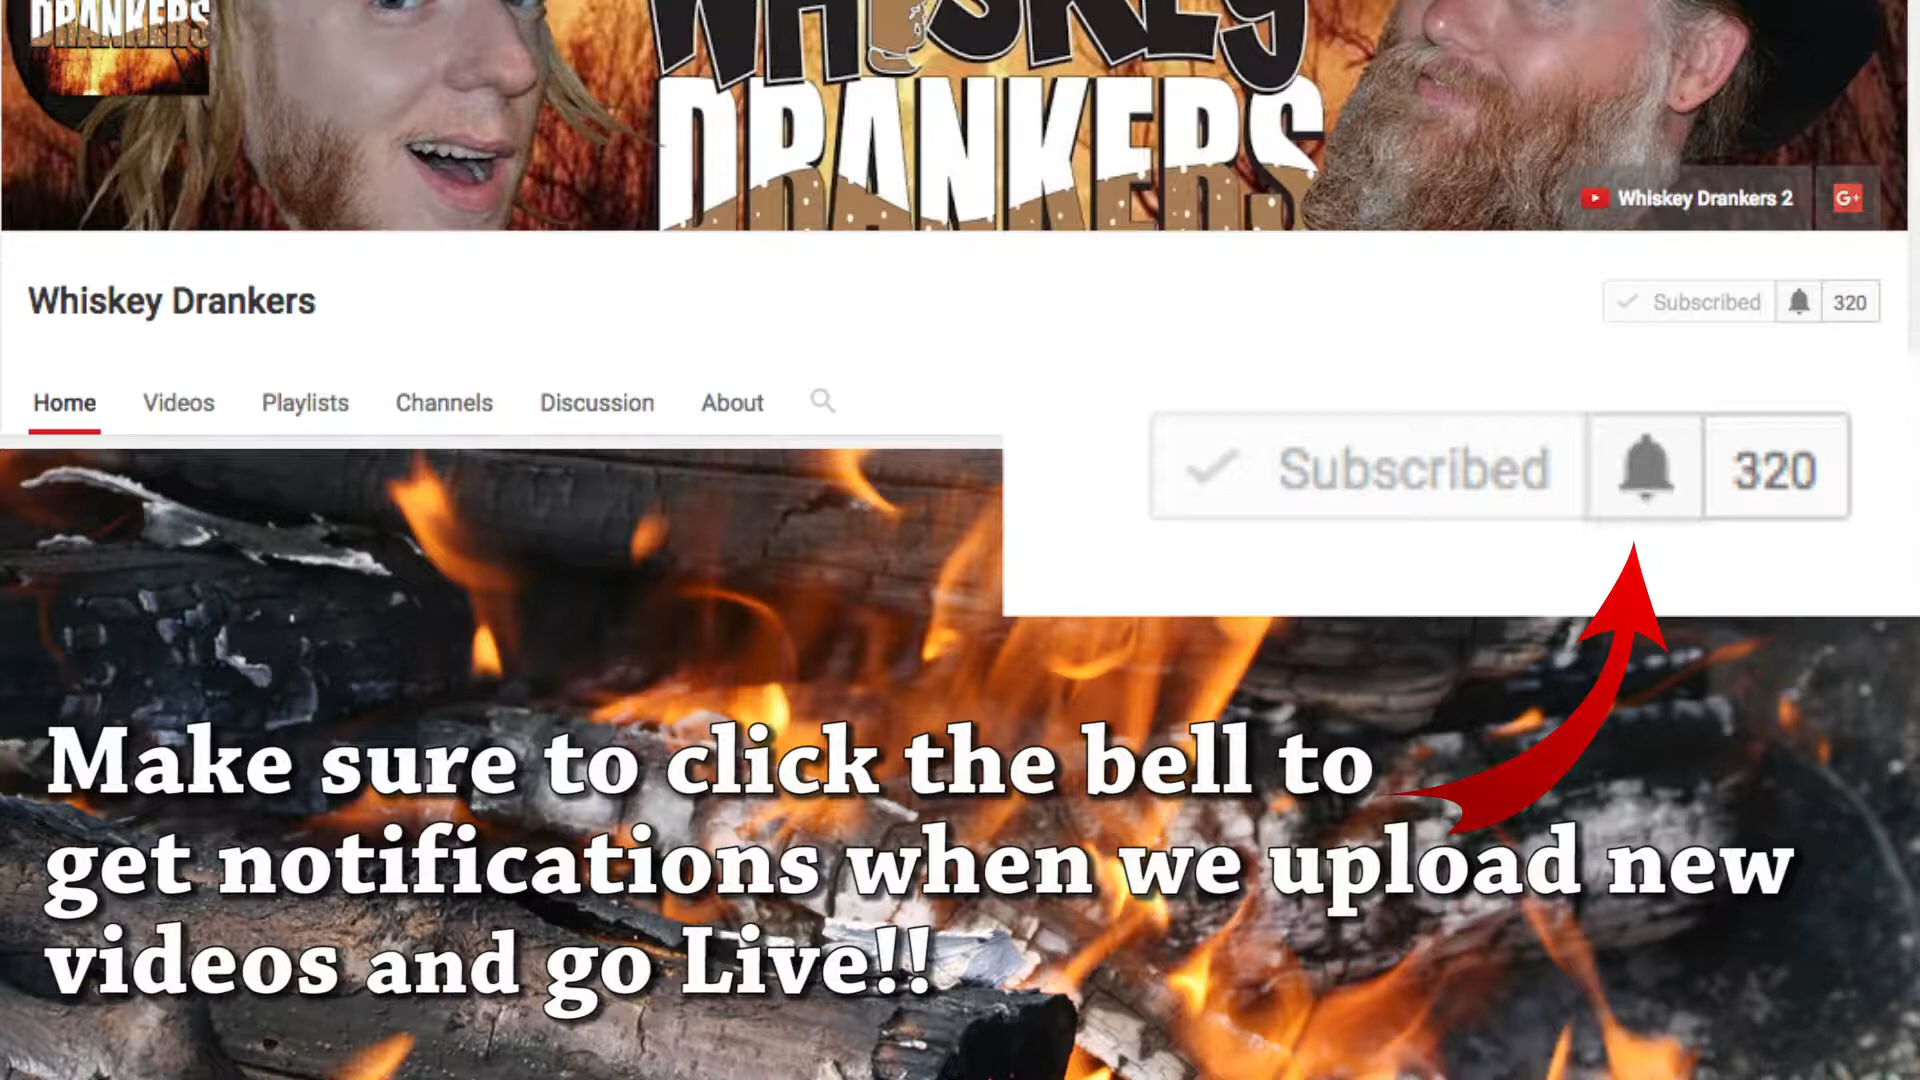 DRANKERS
WHISKEY
DRANKERS
Whiskey Drankers 2
G+
Whiskey Drankers
Subscribed 320
Home Videos Playlists Channels Discussion About
Subscribed 320
Make sure to click the bell to
get notifications when we upload new
videos and go Live!!